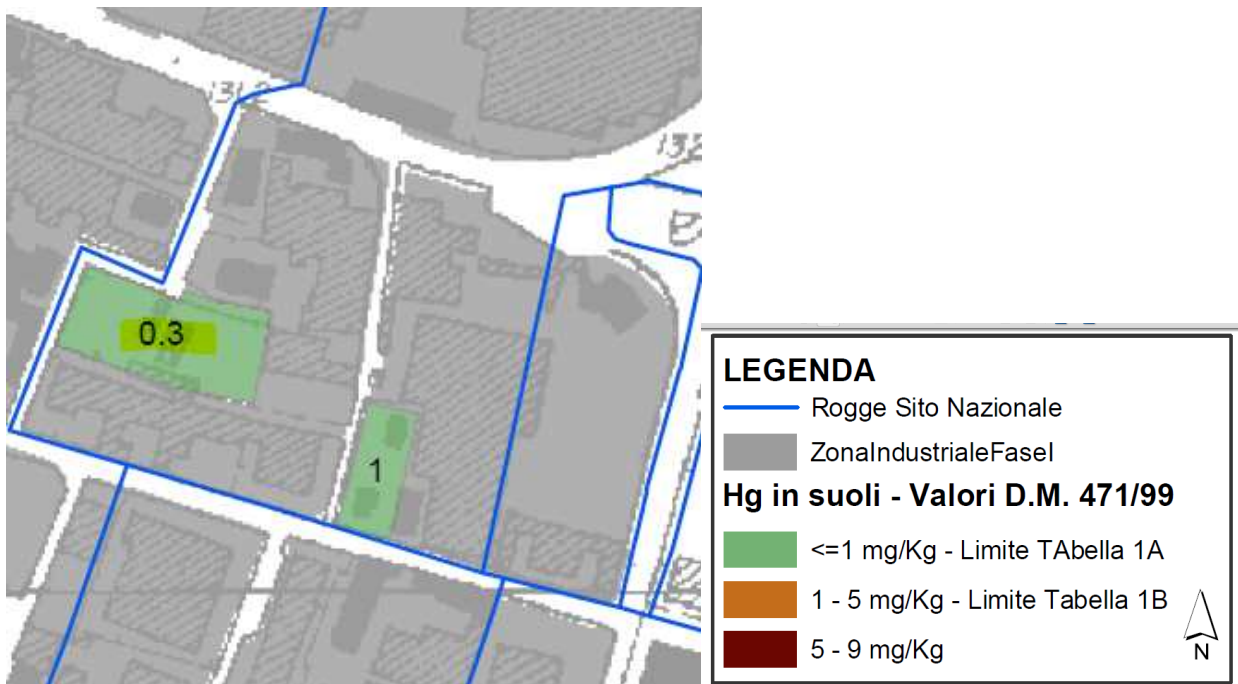 0.3
1
LEGENDA
Rogge Sito Nazionale
ZonaIndustrialeFaseI
Hg in suoli - Valori D.M. 471/99
<=1 mg/Kg - Limite TAbella 1A
1 - 5 mg/Kg - Limite Tabella 1B
5 - 9 mg/Kg
N